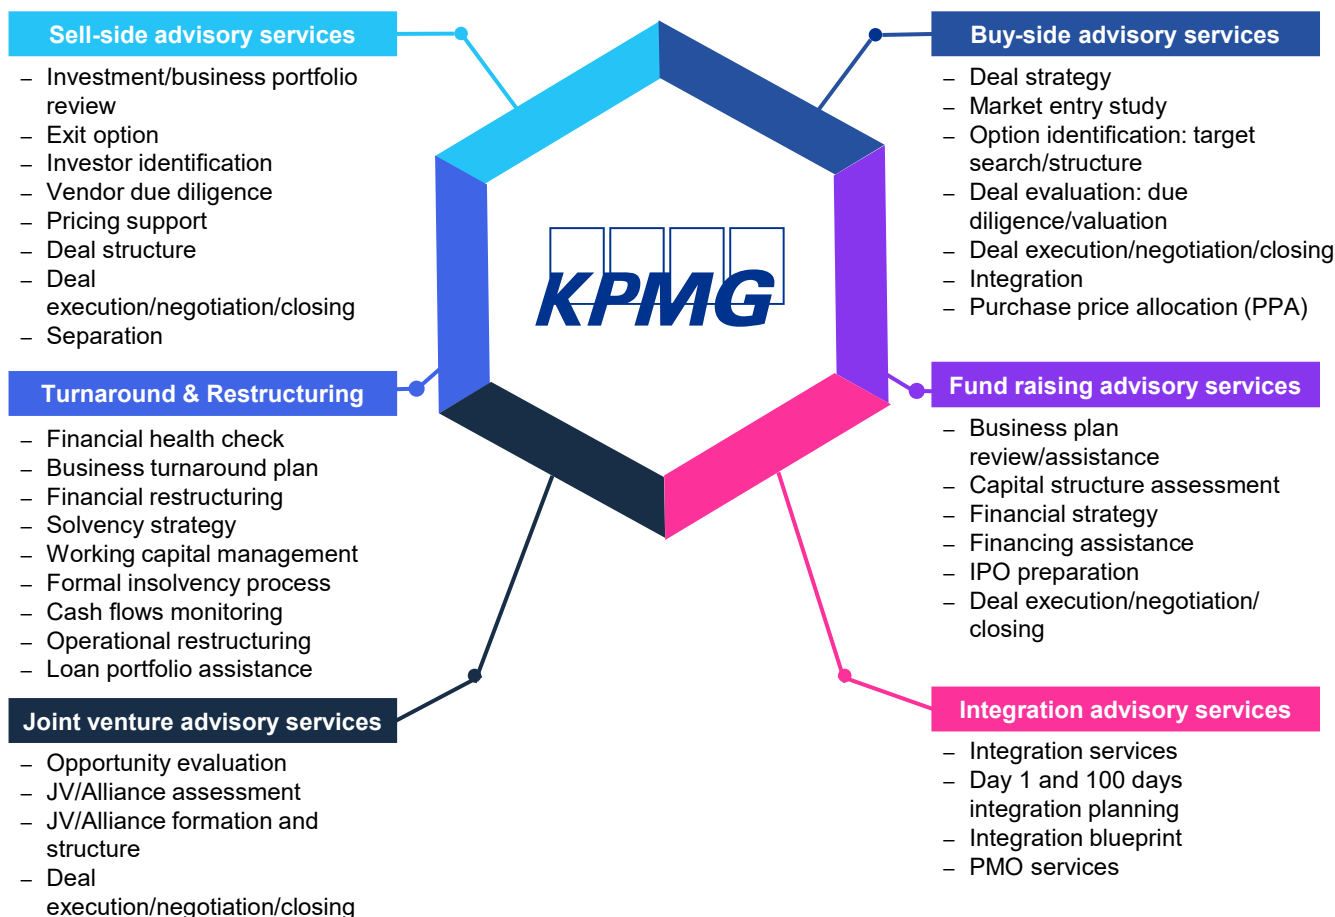 Sell-side advisory services
– Investment/business portfolio
review
– Exit option
– Investor identification
– Vendor due diligence
– Pricing support
– Deal structure
– Deal
execution/negotiation/closing
– Separation
Turnaround & Restructuring
– Financial health check
– Business turnaround plan
– Financial restructuring
– Solvency strategy
– Working capital management
– Formal insolvency process
– Cash flows monitoring
– Operational restructuring
– Loan portfolio assistance
Joint venture advisory services
– Opportunity evaluation
– JV/Alliance assessment
– JV/Alliance formation and
structure
– Deal
execution/negotiation/closing
KPMG
Buy-side advisory services
– Deal strategy
– Market entry study
– Option identification: target
search/structure
– Deal evaluation: due
diligence/valuation
– Deal execution/negotiation/closing
– Integration
– Purchase price allocation (PPA)
Fund raising advisory services
– Business plan
review/assistance
– Capital structure assessment
– Financial strategy
– Financing assistance
– IPO preparation
– Deal execution/negotiation/
closing
Integration advisory services
– Integration services
– Day 1 and 100 days
integration planning
– Integration blueprint
– PMO services